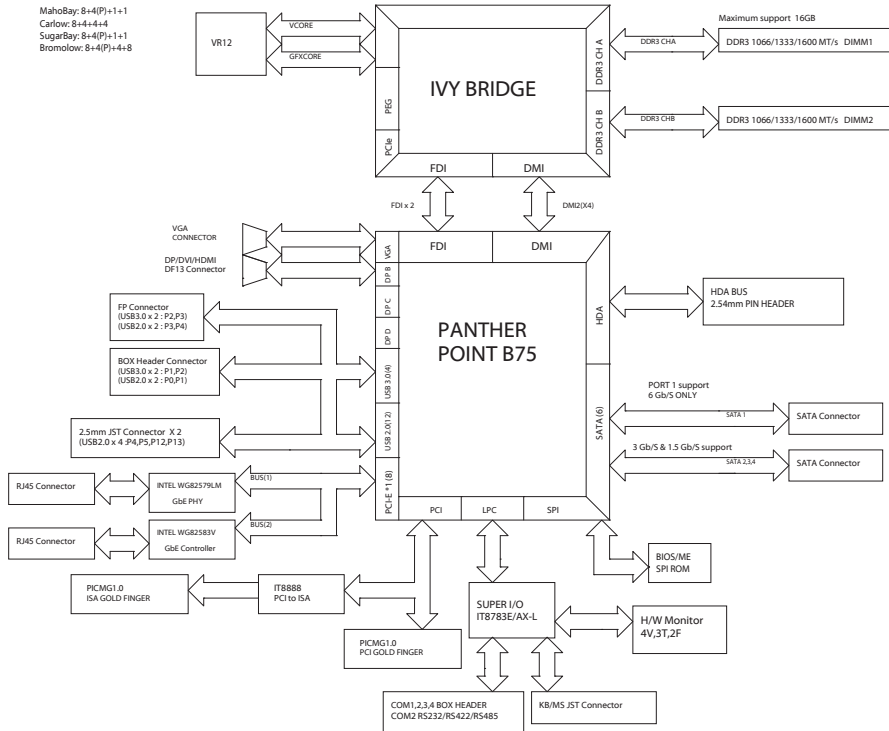 MahoBay: 8+4(P)+1+1
Carlow: 8+4+4+4
SugarBay: 8+4(P)+1+1
Bromolow: 8+4(P)+4+8
VR12
VCORE
GFXCORE
IVY BRIDGE
PEG
PCIe
FDI
DMI
DDR3 CH A
DDR3 CH B
Maximum support 16GB
DDR3 CHA
DDR3 1066/1333/1600 MT/s DIMM1
DDR3 CHB
DDR3 1066/1333/1600 MT/s DIMM2
FDI x 2
DMI2(X4)
VGA
CONNECTOR
DP/DVI/HDMI
DF13 Connector
FDI
DMI
VGA
DP B
DP C
DP D
USB 3.0(4)
USB 2.0(12)
PCI-E *1 (8)
PANTHER
POINT B75
HDA
SATA (6)
PCI
LPC
SPI
HDA BUS
2.54mm PIN HEADER
FP Connector
(USB3.0 x 2 : P2,P3)
(USB2.0 x 2 : P3,P4)
BOX Header Connector
(USB3.0 x 2 : P1,P2)
(USB2.0 x 2 : P0,P1)
2.5mm JST Connector X 2
(USB2.0 x 4 :P4,P5,P12,P13)
PORT 1 support
6 Gb/S ONLY
SATA 1
SATA Connector
3 Gb/S & 1.5 Gb/S support
SATA 2,3,4
SATA Connector
RJ45 Connector
INTEL WG82579LM
GbE PHY
BUS(1)
RJ45 Connector
INTEL WG82583V
GbE Controller
BUS(2)
BIOS/ME
SPI ROM
PICMG1.0
ISA GOLD FINGER
IT8888
PCI to ISA
PICMG1.0
PCI GOLD FINGER
SUPER I/O
IT8783E/AX-L
H/W Monitor
4V,3T,2F
COM1,2,3,4 BOX HEADER
COM2 RS232/RS422/RS485
KB/MS JST Connector